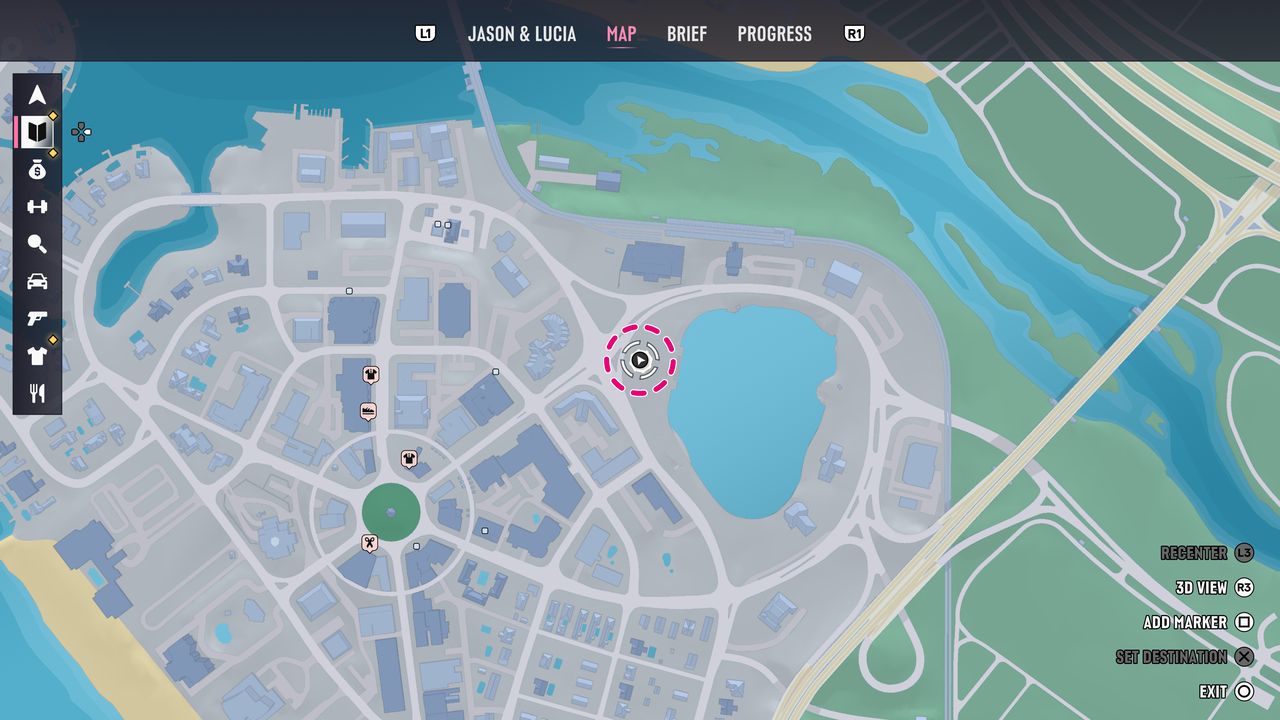 L1 JASON & LUCIA MAP BRIEF PROGRESS R1
RECENTER L3
3D VIEW R3
ADD MARKER
SET DESTINATION
EXIT